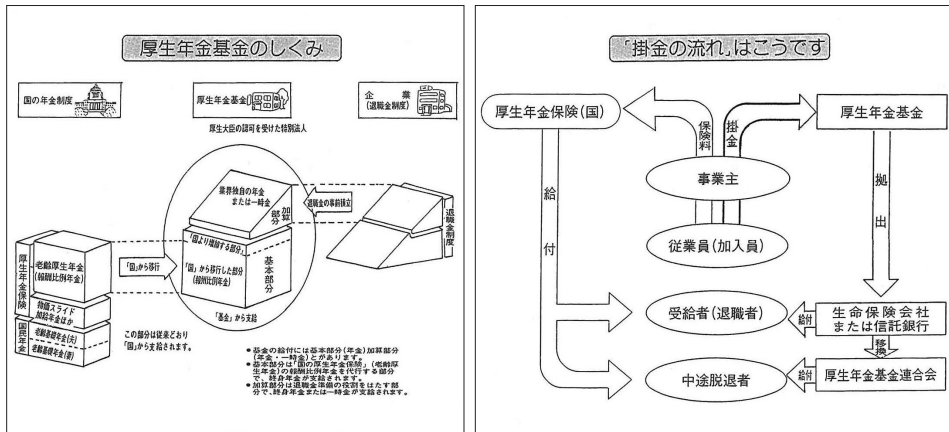 厚生年金基金のしくみ
国の年金制度
厚生年金基金
企業
(退職金制度)
厚生大臣の認可を受けた特別法人
業界独自の年金
または一時金
加算
部分
退職金の事前積立
退職金制度
厚生年金保険
老齢厚生年金
(報酬比例年金)
「国」から移行
「国より増額する部分」
「国」から移行した部分
(報酬比例年金)
基本部分
「基金」から支給
物価スライド
加給年金ほか
国民年金
老齢基礎年金(夫)
老齢基礎年金(妻)
この部分は従来どおり
「国」から支給されます。
●基金の給付には基本部分(年金)加算部分
(年金・一時金)とがあります。
●基本部分は「国の厚生年金保険」(老齢厚
生年金)の報酬比例年金を代行する部分
で、終身年金が支給されます。
●加算部分は退職金準備の役割をはたす部
分で、終身年金または一時金が支給されます。
「掛金の流れ」はこうです
厚生年金保険(国)
保険料
掛金
厚生年金基金
事業主
従業員(加入員)
給付
拠出
受給者(退職者)
給付
生命保険会社
または信託銀行
移換
中途脱退者
給付
厚生年金基金連合会